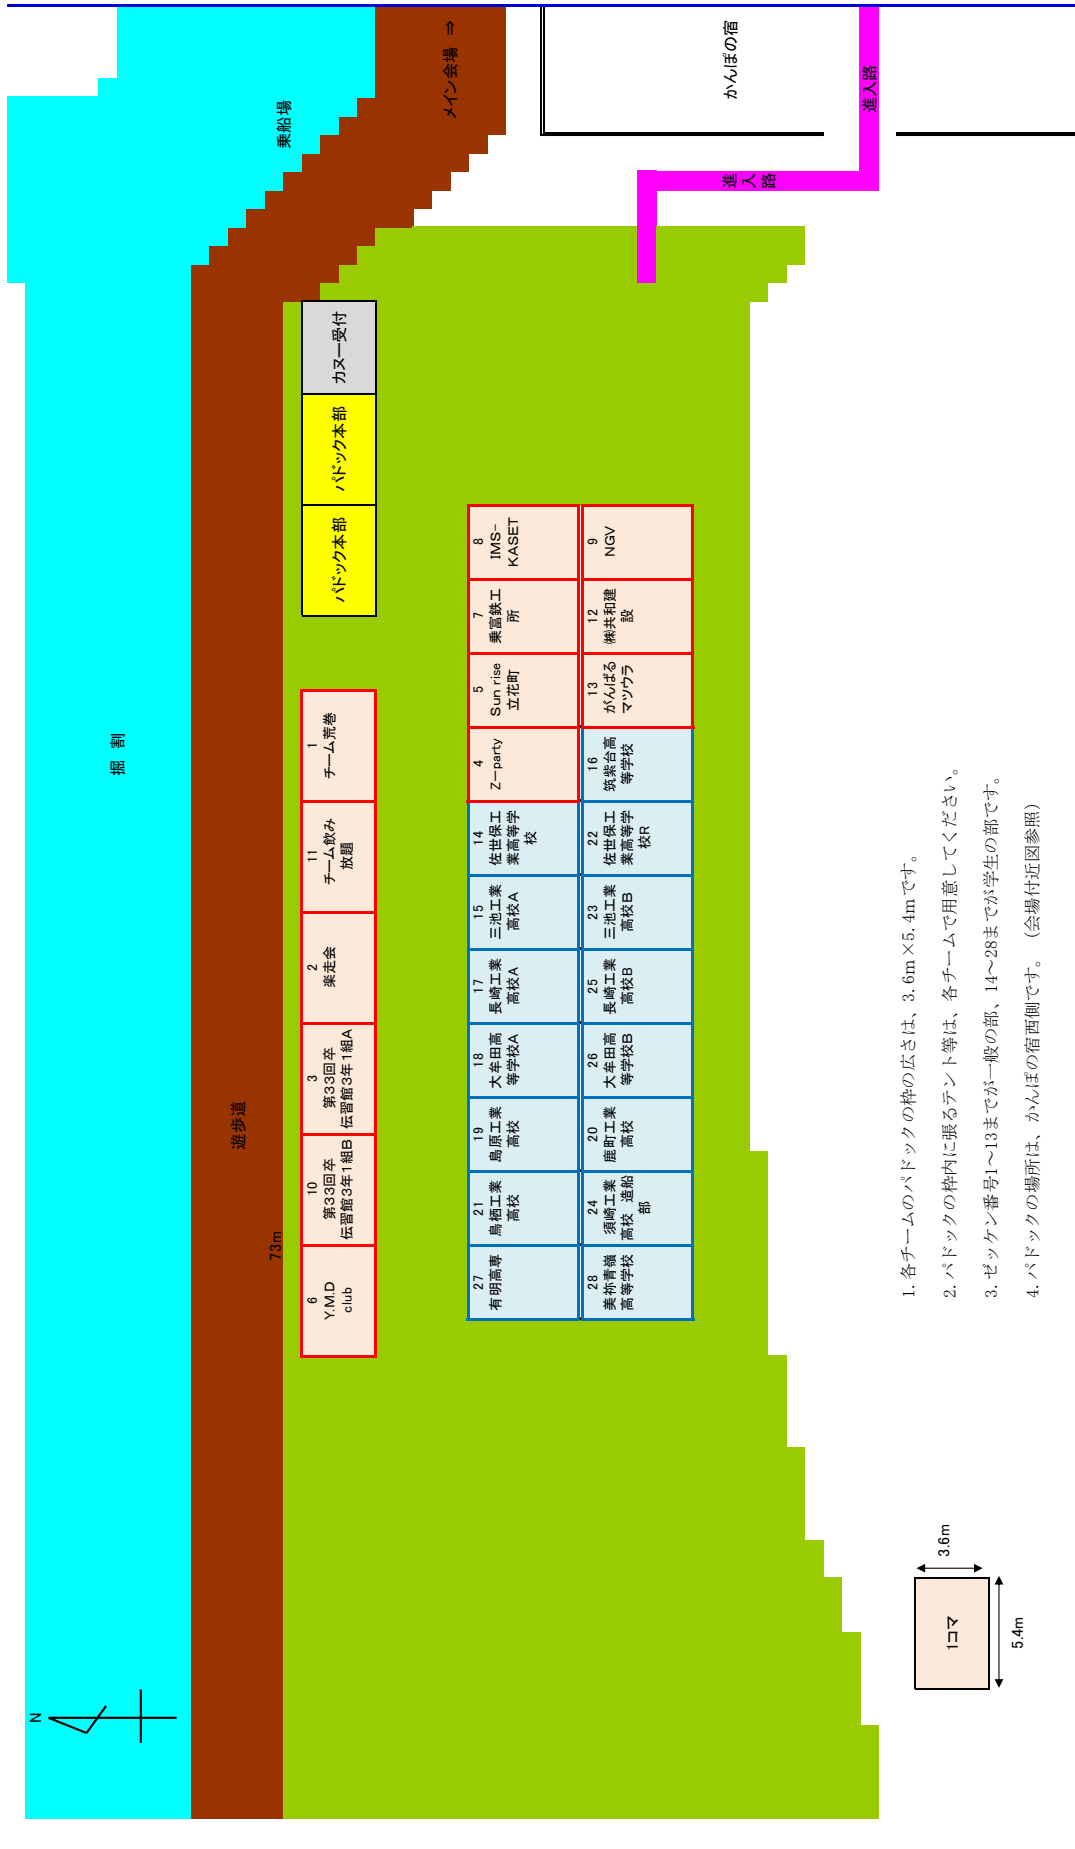 N
掘 割
乗船場
メイン会場 ⇒
遊歩道
73m
かんぽの宿
進入路
進入路
カヌー受付
パドック本部
パドック本部
6
Y.M.D
club
10
第33回卒
伝習館3年1組B
3
第33回卒
伝習館3年1組A
2
楽走会
11
チーム飲み
放題
1
チーム荒巻
27
有明高専
21
鳥栖工業
高校
19
島原工業
高校
18
大牟田高
等学校A
17
長崎工業
高校A
15
三池工業
高校A
14
佐世保工
業高等学
校
4
Z－party
5
Sun rise
立花町
7
乗富鉄工
所
8
IMS-
KASET
28
美祢青嶺
高等学校
24
須崎工業
高校 造船
部
20
鹿町工業
高校
26
大牟田高
等学校B
25
長崎工業
高校B
23
三池工業
高校B
22
佐世保工
業高等学
校R
16
筑紫台高
等学校
13
がんばる
マツウラ
12
㈱共和建
設
9
NGV
1. 各チームのパドックの枠の広さは、3.6m×5.4mです。
2. パドックの枠内に張るテント等は、各チームで用意してください。
3. ゼッケン番号1～13までが一般の部、14～28までが学生の部です。
4. パドックの場所は、かんぽの宿西側です。（会場付近図参照）
1コマ
3.6m
5.4m